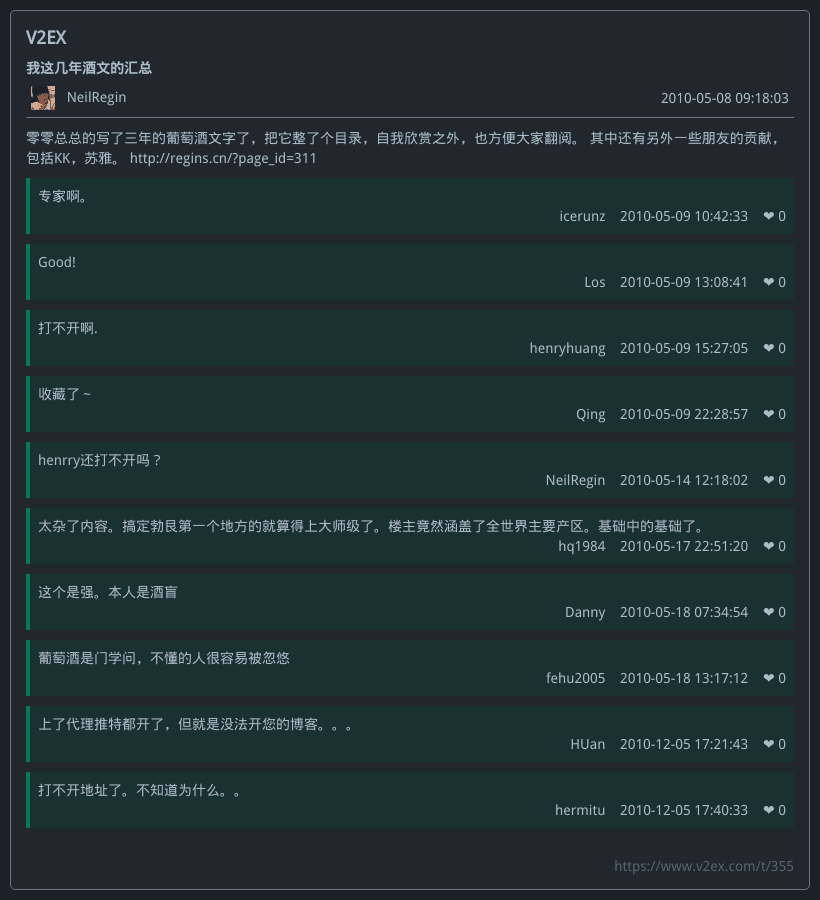 V2EX
我这几年酒文的汇总
NeilRegin 2010-05-08 09:18:03
零零总总的写了三年的葡萄酒文字了，把它整了个目录，自我欣赏之外，也方便大家翻阅。 其中还有另外一些朋友的贡献，
包括KK，苏雅。 http://regins.cn/?page_id=311
专家啊。
icerunz 2010-05-09 10:42:33 ❤ 0
Good!
Los 2010-05-09 13:08:41 ❤ 0
打不开啊.
henryhuang 2010-05-09 15:27:05 ❤ 0
收藏了～
Qing 2010-05-09 22:28:57 ❤ 0
henrry还打不开吗？
NeilRegin 2010-05-14 12:18:02 ❤ 0
太杂了内容。搞定勃艮第一个地方的就算得上大师级了。楼主竟然涵盖了全世界主要产区。基础中的基础了。
hq1984 2010-05-17 22:51:20 ❤ 0
这个是强。本人是酒盲
Danny 2010-05-18 07:34:54 ❤ 0
葡萄酒是门学问，不懂的人很容易被忽悠
fehu2005 2010-05-18 13:17:12 ❤ 0
上了代理推特都开了，但就是没法开您的博客。。。
HUan 2010-12-05 17:21:43 ❤ 0
打不开地址了。不知道为什么。。
hermitu 2010-12-05 17:40:33 ❤ 0
https://www.v2ex.com/t/355